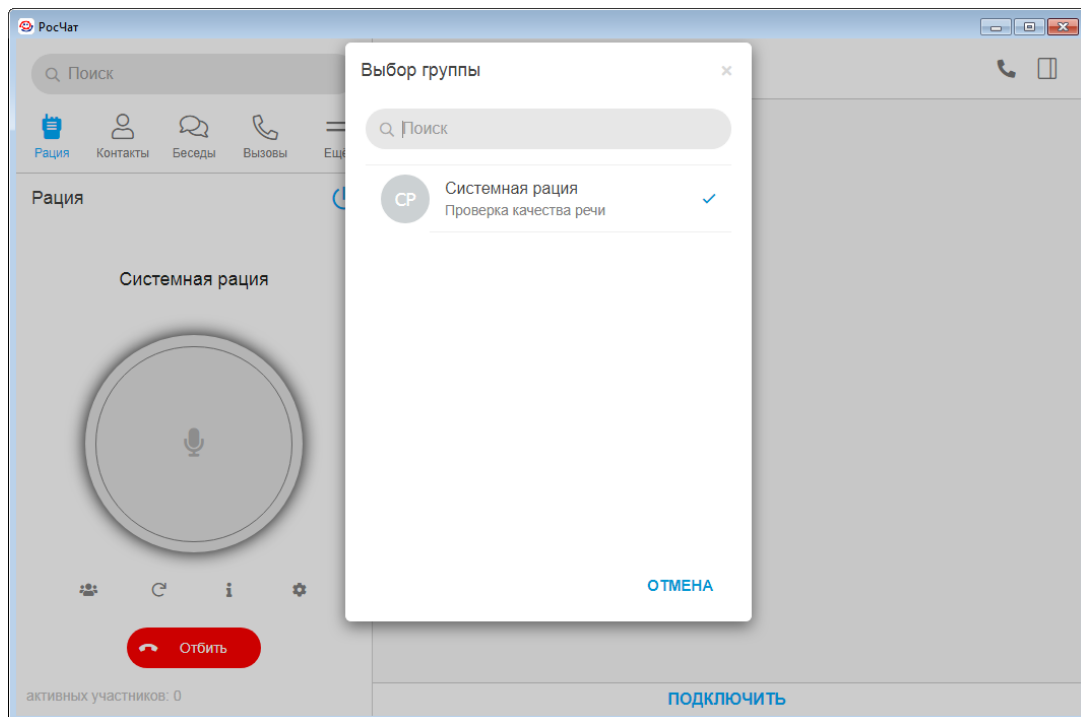 РосЧат
Поиск
Рация
Контакты
Беседы
Вызовы
Ещё
Рация
Системная рация
Отбить
активных участников: 0
Выбор группы
Поиск
СР
Системная рация
Проверка качества речи
ОТМЕНА
ПОДКЛЮЧИТЬ